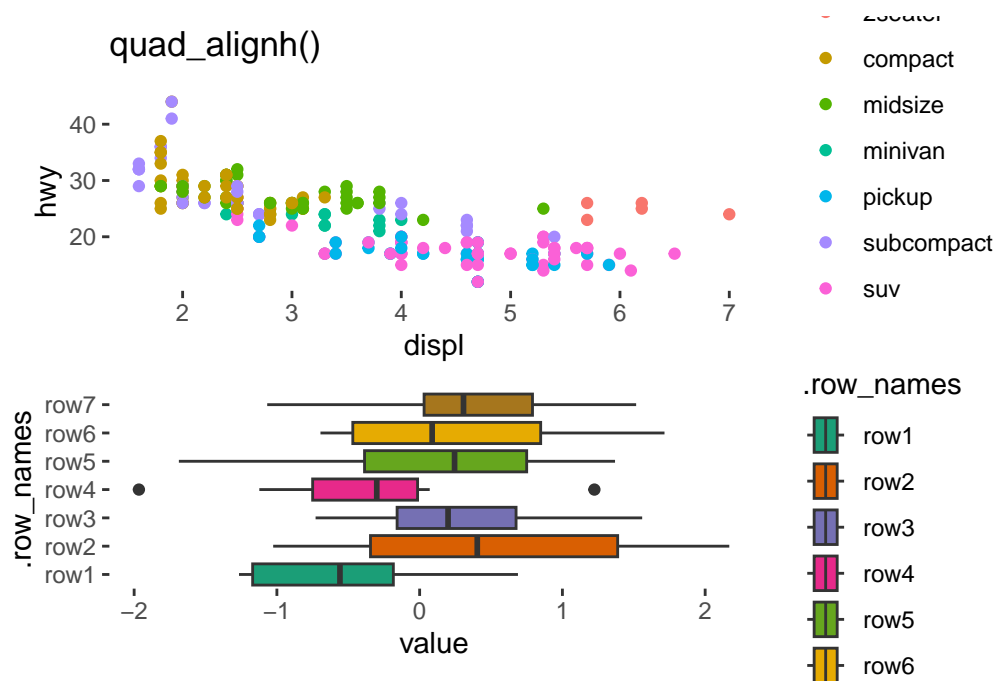 quad_alignh()
hwy
40
30
20
2 3 4 5 6 7
displ
2seater
compact
midsize
minivan
pickup
subcompact
suv
.row_names
row7
row6
row5
row4
row3
row2
row1
−2 −1 0 1 2
value
.row_names
row1
row2
row3
row4
row5
row6